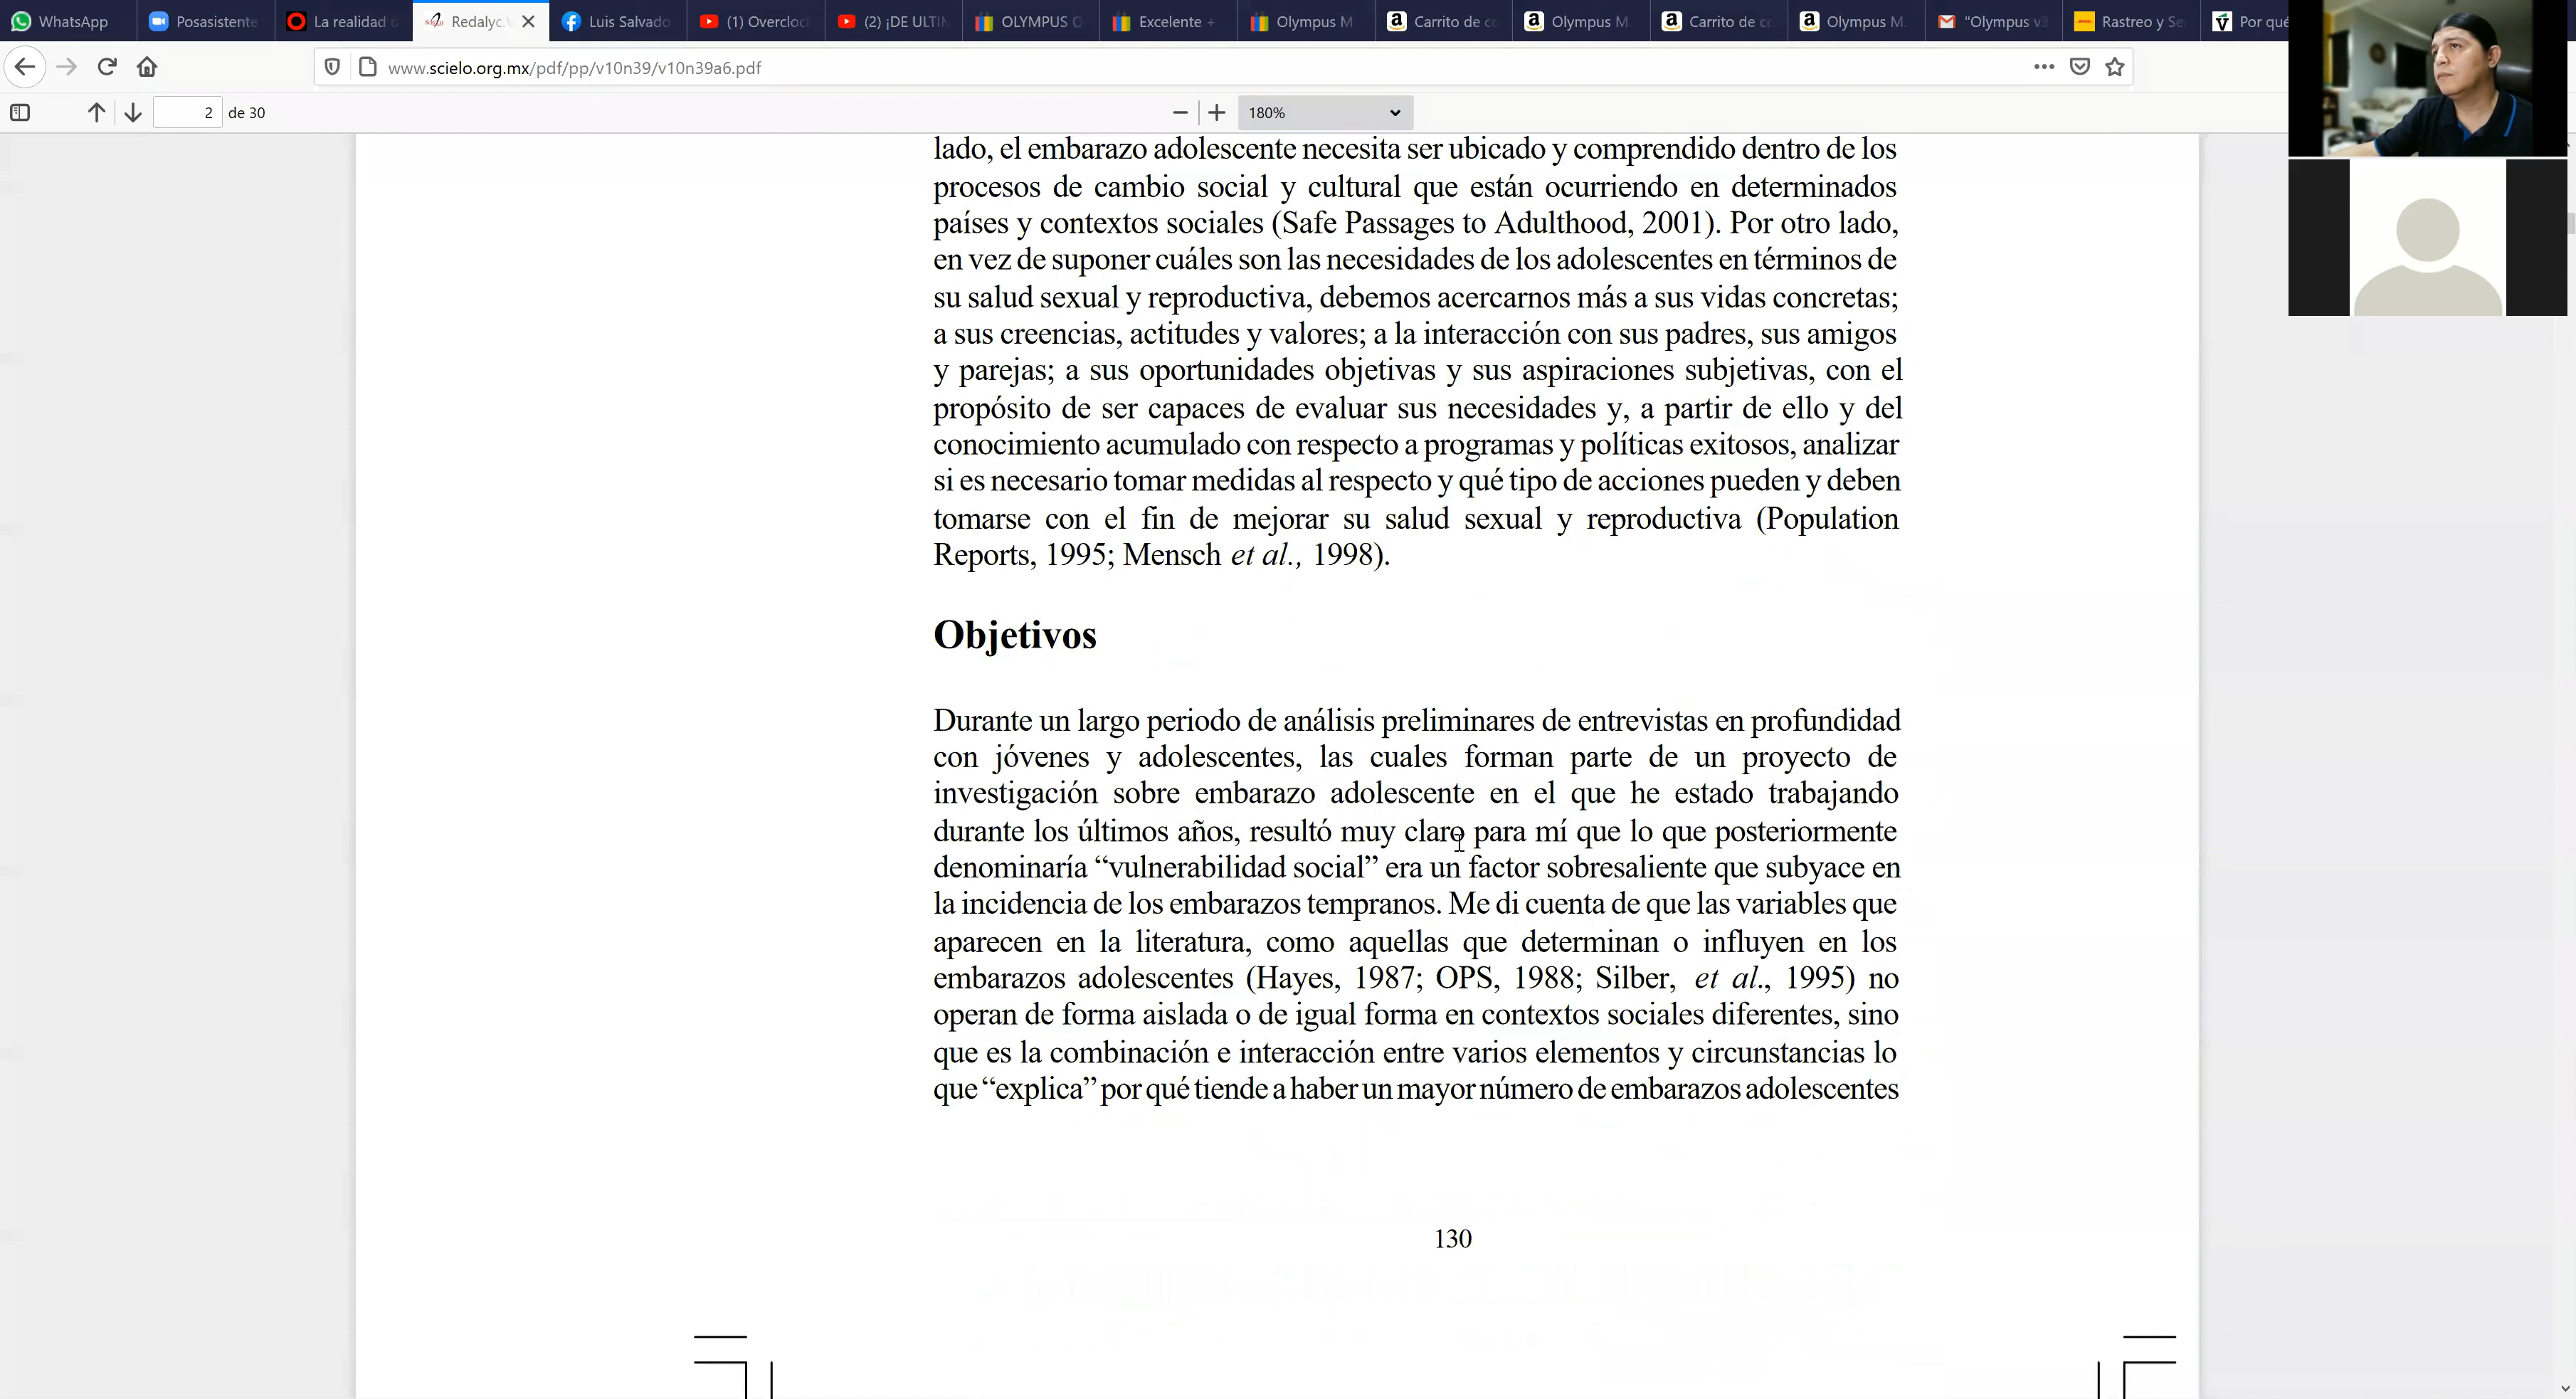 WhatsApp
Posasistente
La realidad d
Redalyc.
Luis Salvado
(1) Overcloc
(2) ¡DE ULTIN
OLYMPUS O
Excelente +
Olympus M
Carrito de co
Olympus M
Carrito de co
Olympus M
"Olympus v3
Rastreo y Se
Por qué
www.scielo.org.mx/pdf/pp/v10n39/v10n39a6.pdf
2 de 30
180%
lado, el embarazo adolescente necesita ser ubicado y comprendido dentro de los
procesos de cambio social y cultural que están ocurriendo en determinados
países y contextos sociales (Safe Passages to Adulthood, 2001). Por otro lado,
en vez de suponer cuáles son las necesidades de los adolescentes en términos de
su salud sexual y reproductiva, debemos acercarnos más a sus vidas concretas;
a sus creencias, actitudes y valores; a la interacción con sus padres, sus amigos
y parejas; a sus oportunidades objetivas y sus aspiraciones subjetivas, con el
propósito de ser capaces de evaluar sus necesidades y, a partir de ello y del
conocimiento acumulado con respecto a programas y políticas exitosos, analizar
si es necesario tomar medidas al respecto y qué tipo de acciones pueden y deben
tomarse con el fin de mejorar su salud sexual y reproductiva (Population
Reports, 1995; Mensch et al., 1998).
Objetivos
Durante un largo periodo de análisis preliminares de entrevistas en profundidad
con jóvenes y adolescentes, las cuales forman parte de un proyecto de
investigación sobre embarazo adolescente en el que he estado trabajando
durante los últimos años, resultó muy claro para mí que lo que posteriormente
denominaría “vulnerabilidad social” era un factor sobresaliente que subyace en
la incidencia de los embarazos tempranos. Me di cuenta de que las variables que
aparecen en la literatura, como aquellas que determinan o influyen en los
embarazos adolescentes (Hayes, 1987; OPS, 1988; Silber, et al., 1995) no
operan de forma aislada o de igual forma en contextos sociales diferentes, sino
que es la combinación e interacción entre varios elementos y circunstancias lo
que “explica” por qué tiende a haber un mayor número de embarazos adolescentes
130